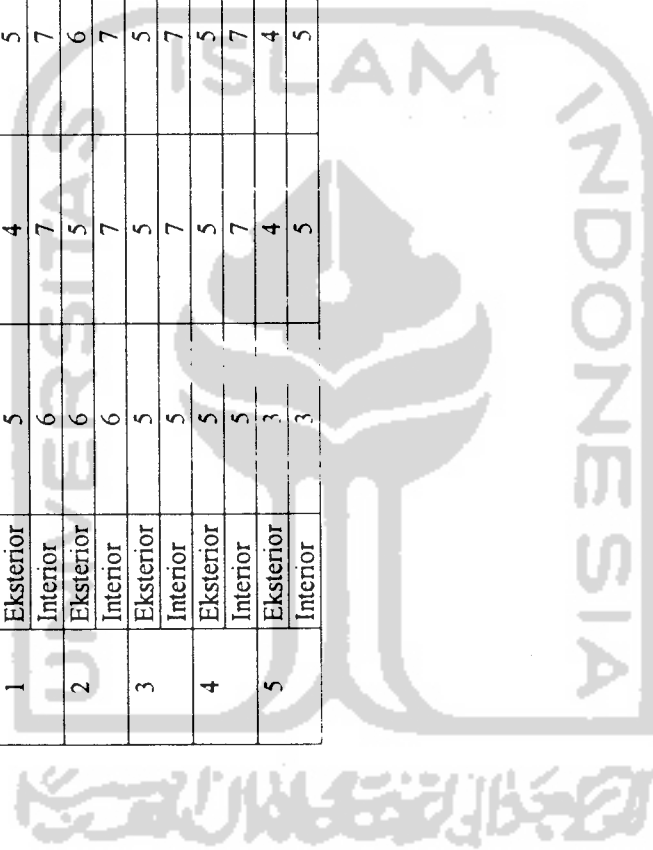 1 Eksterior 5 4 5
Interior 6 7 7
2 Eksterior 6 5 6
Interior 6 7 7
3 Eksterior 5 5 5
Interior 5 7 7
4 Eksterior 5 5 5
Interior 5 7 7
5 Eksterior 3 4 4
Interior 3 5 5
UNIVERSITAS
ISLAM
INDONESIA